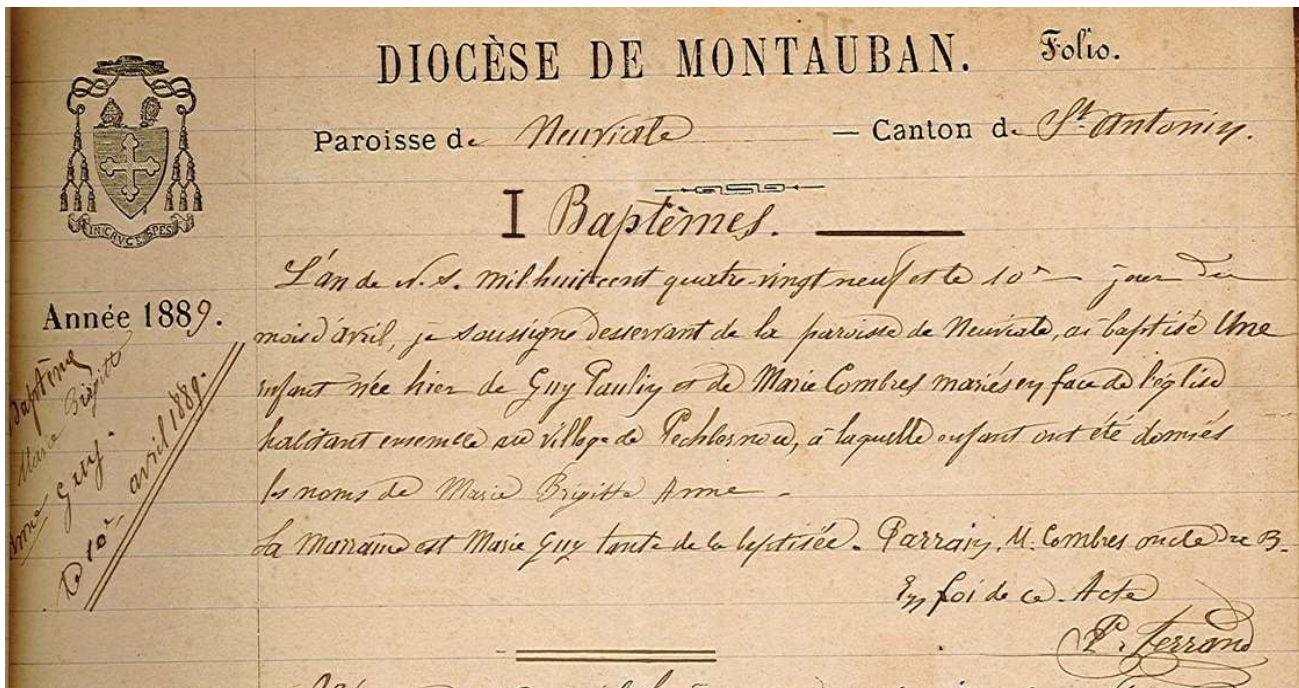 DIOCÈSE DE MONTAUBAN. Folio.
Paroisse de Neuviale — Canton de St. Antonin.
IN CRVCE SPES
I Baptêmes.
Année 1889.
Baptême
Marie Brigitte
Anne Guy.
Le 10e avril 1889.
L'an de N. S. mil huit cent quatre-vingt neuf et le 10e jour du
mois d'avril, je soussigné desservant de la paroisse de Neuviale, ai baptisé Une
enfant née hier de Guy Paulin et de Marie Combres mariés en face de l'église
habitant ensemble au village de Pechbernou, à laquelle enfant ont été donnés
les noms de Marie Brigitte Anne -
La Marraine est Marie Guy tante de la baptisée. Parrain, M. Combres oncle de B.
En foi de ce Acte
P. Ferrand